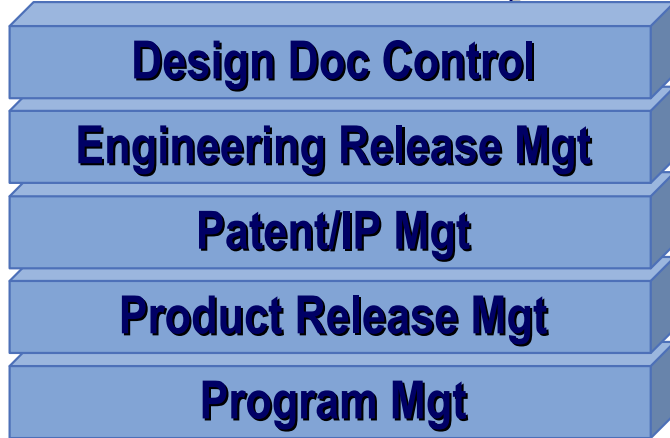 Design Doc Control
Engineering Release Mgt
Patent/IP Mgt
Product Release Mgt
Program Mgt